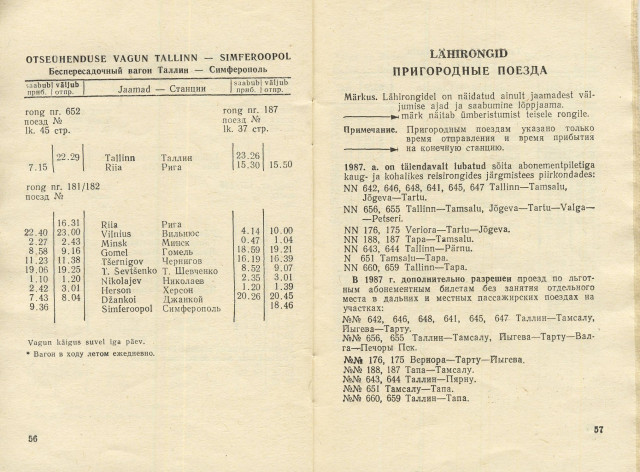 OTSEÜHENDUSE VAGUN TALLINN — SIMFEROOPOL
Беспересадочный вагон Таллин — Симферополь
saabub väljub Jaamad — Станции saabub väljub
приб. отпр. приб. отпр.
rong nr. 652 rong nr. 187
поезд № поезд №
lk. 45 стр. lk. 37 стр.
22.29 Tallinn Таллин 23.26
7.15 Riia Рига 15.30 15.50
rong nr. 181/182
поезд №
16.31 Riia Рига
22.40 23.00 Vilnius Вильнюс 4.14 10.00
2.27 2.43 Minsk Минск 0.47 1.04
8.58 9.16 Gomel Гомель 18.59 19.21
11.23 11.38 Tšernigov Чернигов 16.19 16.39
19.06 19.25 T. Sevišenko Т. Шевченко 8.52 9.07
1.10 1.20 Nikolajev Николаев 2.35 3.01
2.42 3.01 Herson Херсон 1.20 1.39
7.43 8.04 Džankoi Джанкой 20.26 20.45
9.36 Simferoopol Симферополь 18.46
Vagun käigus suvel iga päev.
* Вагон в ходу летом ежедневно.
56
LÄHIRONGID
ПРИГОРОДНЫЕ ПОЕЗДА
Märkus. Lähirongidel on näidatud ainult jaamadest väl-
jumise ajad ja saabumine lõppjaama.
märk näitab ümberistumist teisele rongile.
Примечание. Пригородным поездам указано только
время отправления и время прибытия
на конечную станцию.
1987. a. on täiendavalt lubatud sõita abonementpiletiga
kaug- ja kohalikes reisirongides järgmistes piirkondades:
NN 642, 646, 648, 641, 645, 647 Tallinn—Tamsalu,
Jõgeva—Tartu.
NN 656, 655 Tallinn—Tamsalu, Jõgeva—Tartu—Valga—
—Petseri.
NN 176, 175 Veriora—Tartu—Jõgeva.
NN 188, 187 Tapa—Tamsalu.
NN 643, 644 Tallinn—Pärnu.
N 651 Tamsalu—Tapa.
NN 660, 659 Tallinn—Tapa.
В 1987 г. дополнительно разрешен проезд по льгот-
ным абонементным билетам без занятия отдельного
места в дальних и местных пассажирских поездах на
участках:
№№ 642, 646, 648, 641, 645, 647 Таллин—Тамсалу,
Йыгева—Тарту.
№№ 656, 655 Таллин—Тамсалу, Йыгева—Тарту—Вал-
га—Печоры Пск.
№№ 176, 175 Вернора—Тарту—Йыгева.
№№ 188, 187 Тапа—Тамсалу.
№№ 643, 644 Таллин—Пярну.
№№ 651 Тамсалу—Тапа.
№№ 660, 659 Таллин—Тапа.
57